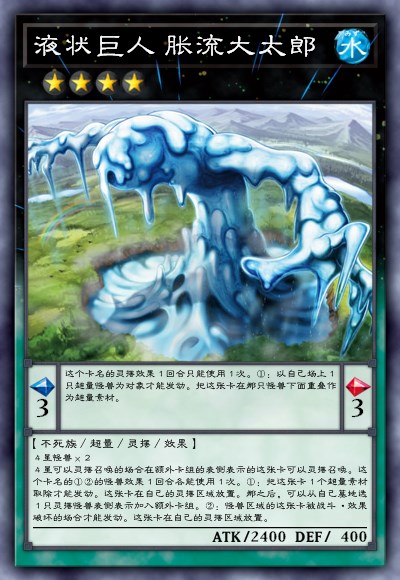 液状巨人 胀流大太郎
水
这个卡名的灵摆效果1回合只能使用1次。①：以自己场上1
只超量怪兽为对象才能发动。把这张卡在那只怪兽下面重叠作
为超量素材。
3
3
【不死族／超量／灵摆／效果】
4星怪兽×2
4星可以灵摆召唤的场合在额外卡组的表侧表示的这张卡可以灵摆召唤。这
个卡名的①②的怪兽效果1回合各能使用1次。①：把这张卡1个超量素材
取除才能发动。这张卡在自己的灵摆区域放置。那之后，可以从自己墓地选
1只灵摆怪兽表侧表示加入额外卡组。②：怪兽区域的这张卡被战斗·效果
破坏的场合才能发动。这张卡在自己的灵摆区域放置。
ATK/2400 DEF/ 400